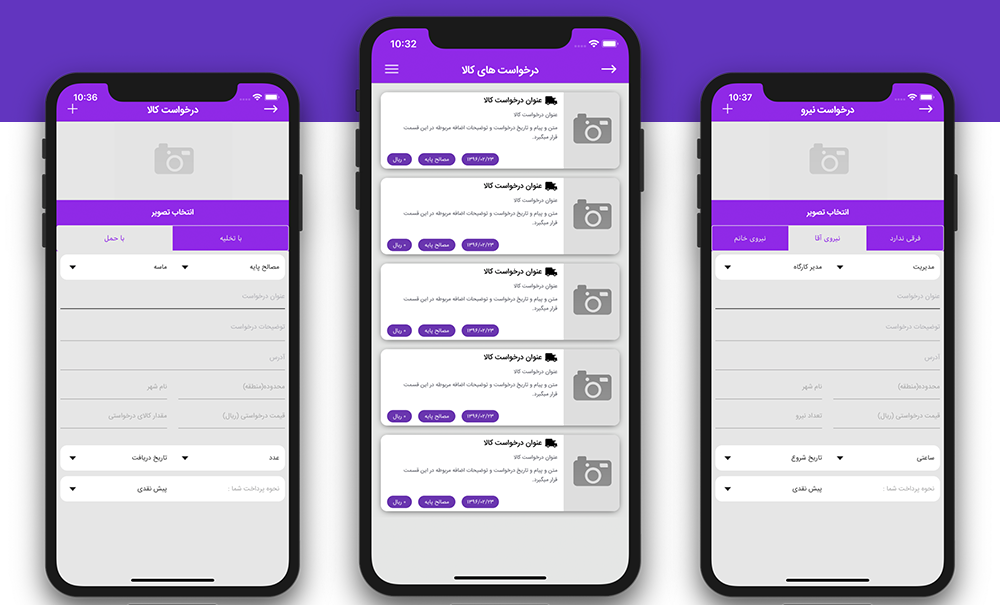 10:36
درخواست کالا
انتخاب تصویر
با تخلیه
با حمل
مصالح پایه
ماسه
عنوان درخواست
توضیحات درخواست
آدرس
محدوده(منطقه)
نام شهر
قیمت درخواستی (ریال)
مقدار کالای درخواستی
عدد
تاریخ دریافت
نحوه پرداخت شما :
پیش نقدی
10:32
درخواست های کالا
عنوان درخواست کالا
عنوان درخواست کالا
متن و پیام و تاریخ درخواست و توضیحات اضافه مربوطه در این قسمت
قرار میگیرد.
۱۳۹۶/۰۲/۲۳
مصالح پایه
۰ ریال
عنوان درخواست کالا
عنوان درخواست کالا
متن و پیام و تاریخ درخواست و توضیحات اضافه مربوطه در این قسمت
قرار میگیرد.
۱۳۹۶/۰۲/۲۳
مصالح پایه
۰ ریال
عنوان درخواست کالا
عنوان درخواست کالا
متن و پیام و تاریخ درخواست و توضیحات اضافه مربوطه در این قسمت
قرار میگیرد.
۱۳۹۶/۰۲/۲۳
مصالح پایه
۰ ریال
عنوان درخواست کالا
عنوان درخواست کالا
متن و پیام و تاریخ درخواست و توضیحات اضافه مربوطه در این قسمت
قرار میگیرد.
۱۳۹۶/۰۲/۲۳
مصالح پایه
۰ ریال
عنوان درخواست کالا
عنوان درخواست کالا
متن و پیام و تاریخ درخواست و توضیحات اضافه مربوطه در این قسمت
قرار میگیرد.
۱۳۹۶/۰۲/۲۳
مصالح پایه
۰ ریال
10:37
درخواست نیرو
انتخاب تصویر
فرقی ندارد
نیروی آقا
نیروی خانم
مدیریت
مدیر کارگاه
عنوان درخواست
توضیحات درخواست
آدرس
محدوده(منطقه)
نام شهر
قیمت درخواستی (ریال)
تعداد نیرو
ساعتی
تاریخ شروع
نحوه پرداخت شما :
پیش نقدی